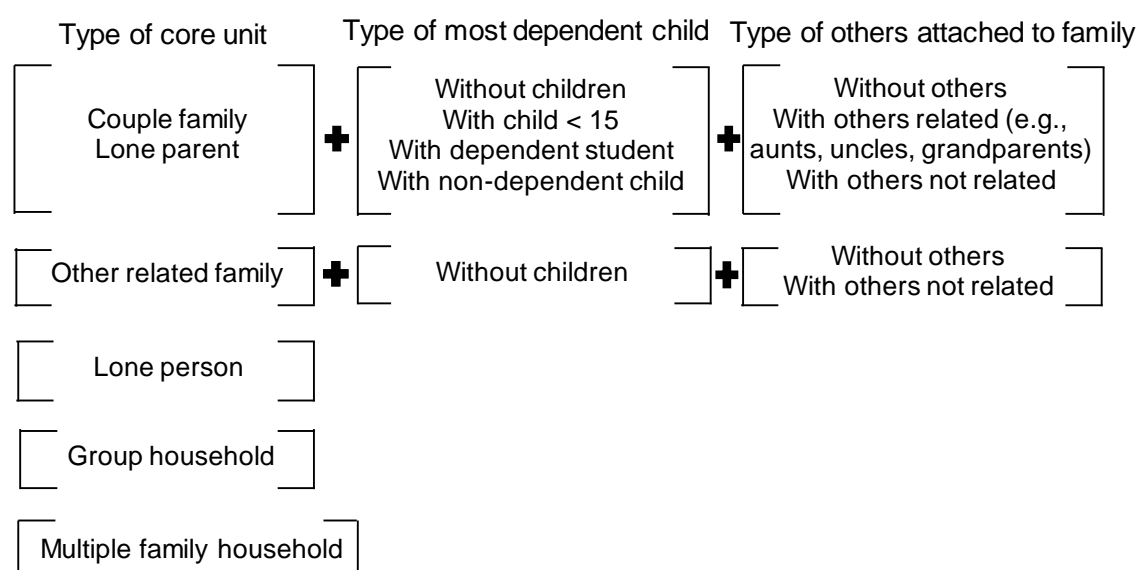 Type of core unit
Type of most dependent child
Type of others attached to family
Couple family
Lone parent
Without children
With child < 15
With dependent student
With non-dependent child
Without others
With others related (e.g.,
aunts, uncles, grandparents)
With others not related
Other related family
Without children
Without others
With others not related
Lone person
Group household
Multiple family household